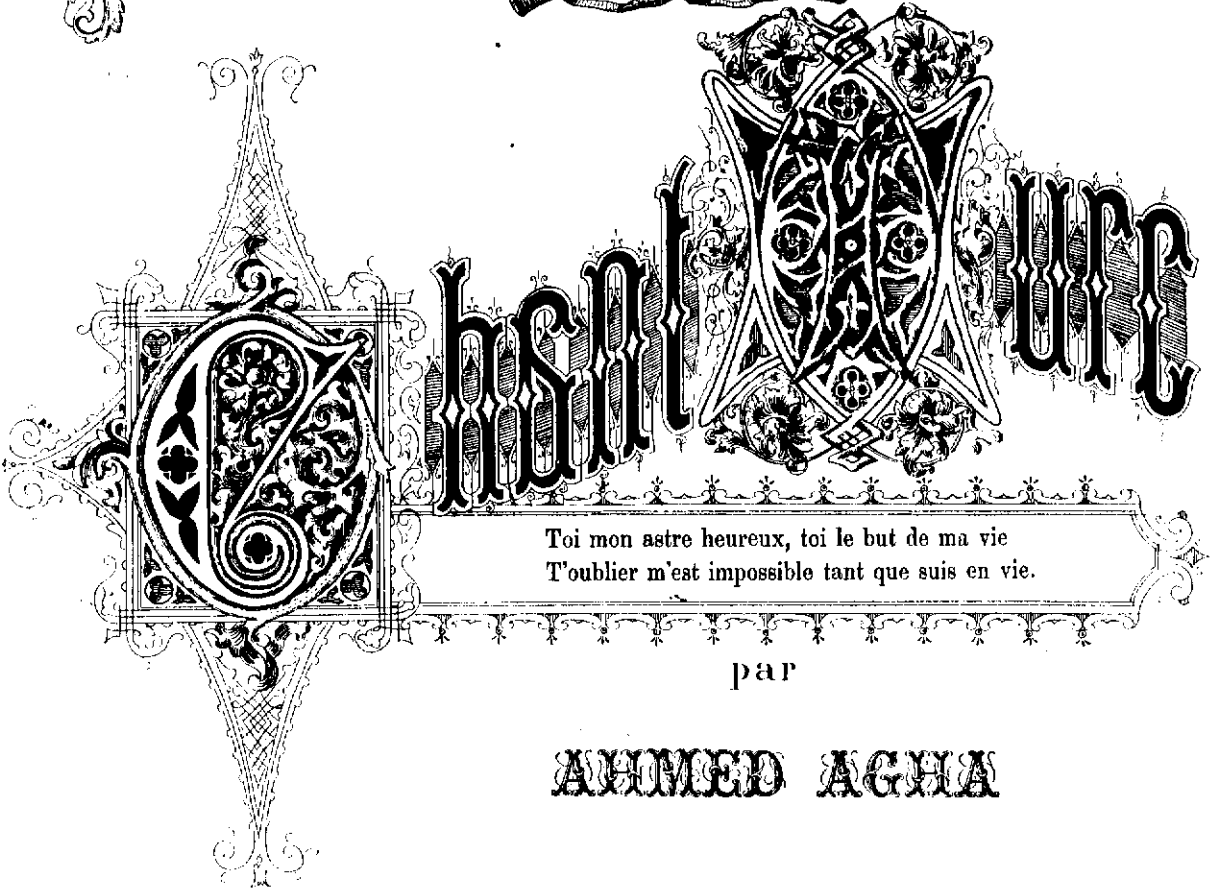 Chant Turc
Toi mon astre heureux, toi le but de ma vie
T'oublier m'est impossible tant que suis en vie.
par
AHMED AGHA